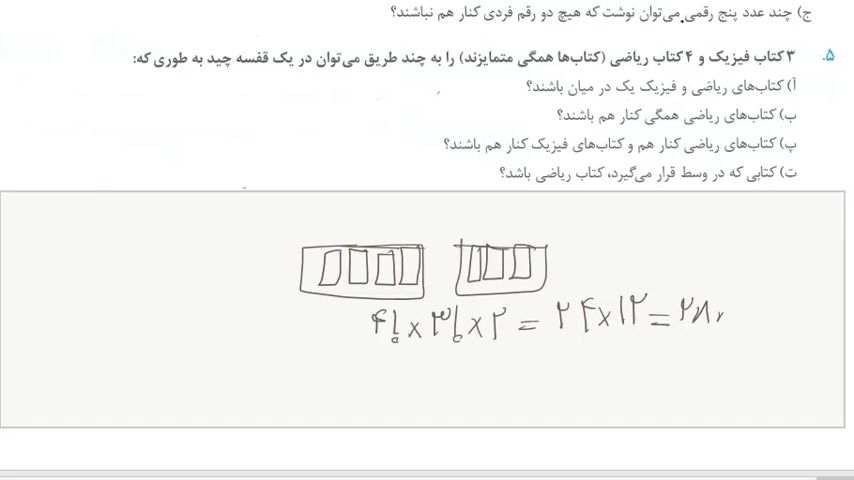 ج) چند عدد پنج رقمی می‌توان نوشت که هیچ دو رقم فردی کنار هم نباشند؟
۵. ۳ کتاب فیزیک و ۴ کتاب ریاضی (کتاب‌ها همگی متمایزند) را به چند طریق می‌توان در یک قفسه چید به طوری که:
آ) کتاب‌های ریاضی و فیزیک یک در میان باشند؟
ب) کتاب‌های ریاضی همگی کنار هم باشند؟
پ) کتاب‌های ریاضی کنار هم و کتاب‌های فیزیک کنار هم باشند؟
ت) کتابی که در وسط قرار می‌گیرد، کتاب ریاضی باشد؟
۴! × ۳! × ۲ = ۲۴ × ۱۲ = ۲۸